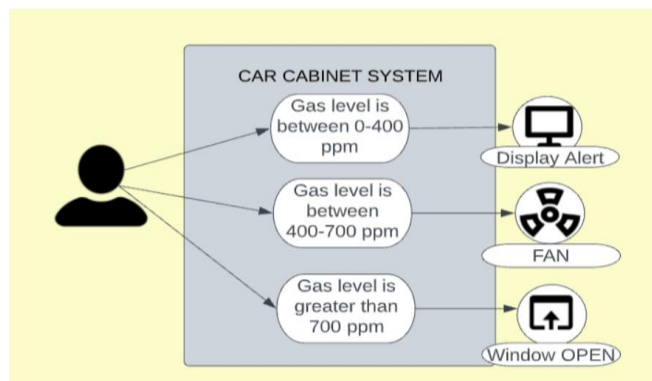 CAR CABINET SYSTEM
Gas level is
between 0-400
ppm
Display Alert
Gas level is
between
400-700 ppm
FAN
Gas level is
greater than
700 ppm
Window OPEN